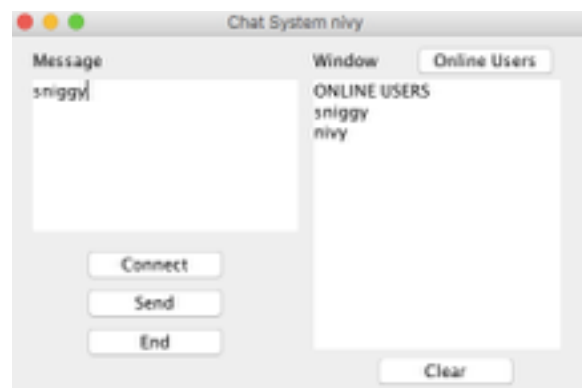 Chat System nivy
Message
sniggy
Connect
Send
End
Window
Online Users
ONLINE USERS
sniggy
nivy
Clear